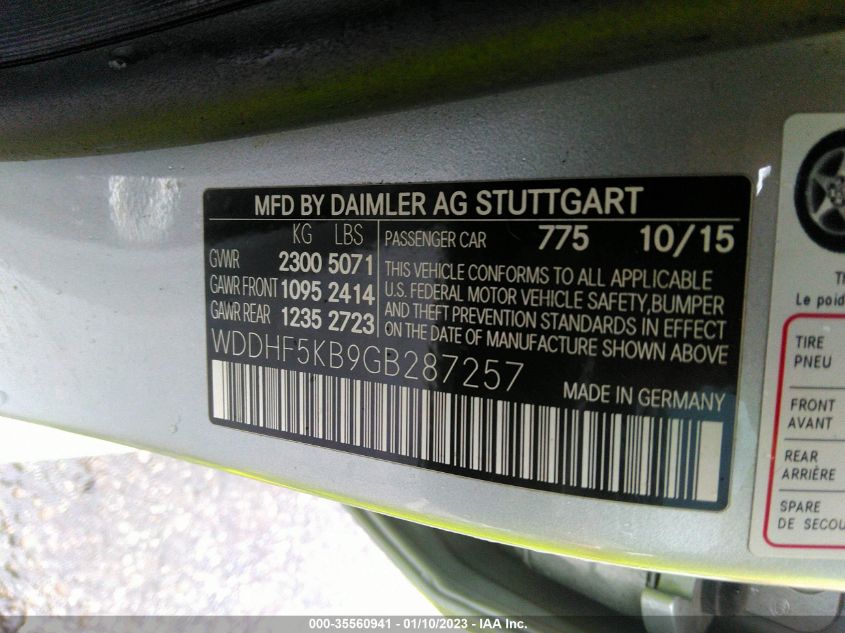 MFD BY DAIMLER AG STUTTGART
KG LBS
GVWR 2300 5071
GAWR FRONT 1095 2414
GAWR REAR 1235 2723
PASSENGER CAR 775 10/15
THIS VEHICLE CONFORMS TO ALL APPLICABLE
U.S. FEDERAL MOTOR VEHICLE SAFETY, BUMPER
AND THEFT PREVENTION STANDARDS IN EFFECT
ON THE DATE OF MANUFACTURE SHOWN ABOVE
WDDHF5KB9GB287257
MADE IN GERMANY
Le poid
TIRE
PNEU
FRONT
AVANT
REAR
ARRIÈRE
SPARE
DE SECOU
000-35560941 - 01/10/2023 - IAA Inc.